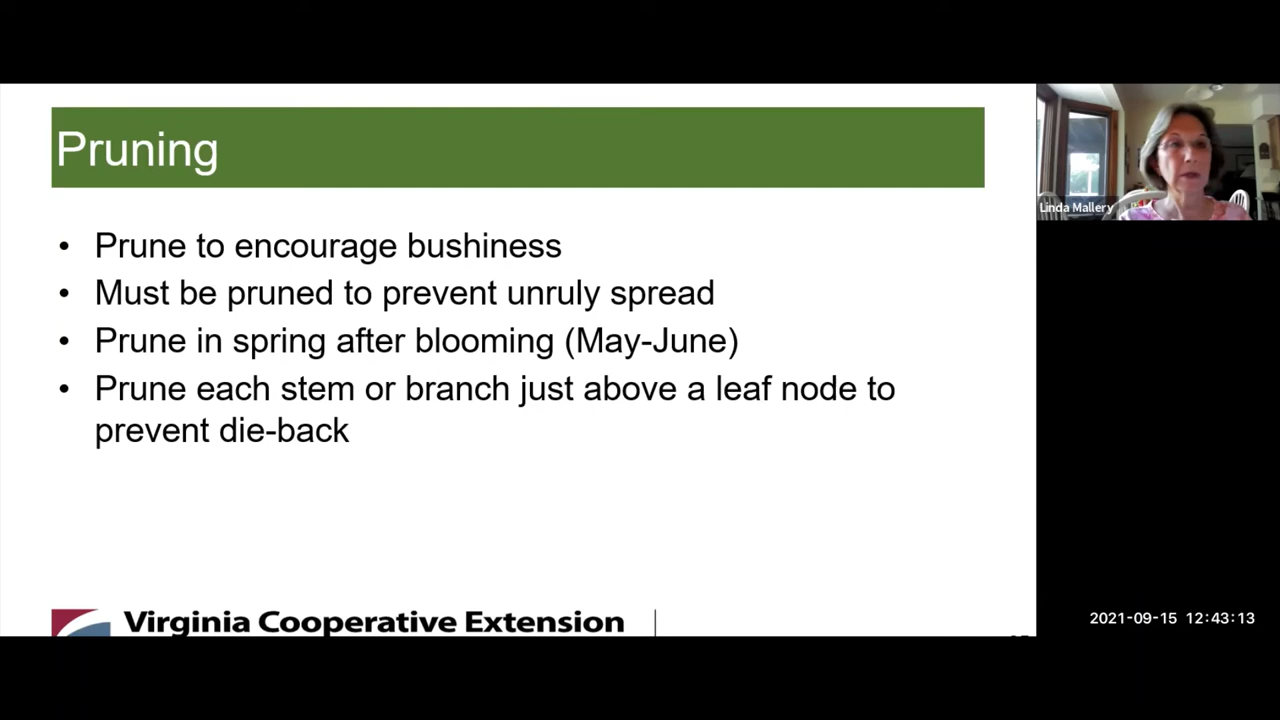 Pruning
• Prune to encourage bushiness
• Must be pruned to prevent unruly spread
• Prune in spring after blooming (May-June)
• Prune each stem or branch just above a leaf node to
prevent die-back
Virginia Cooperative Extension
Linda Mallery
2021-09-15 12:43:13